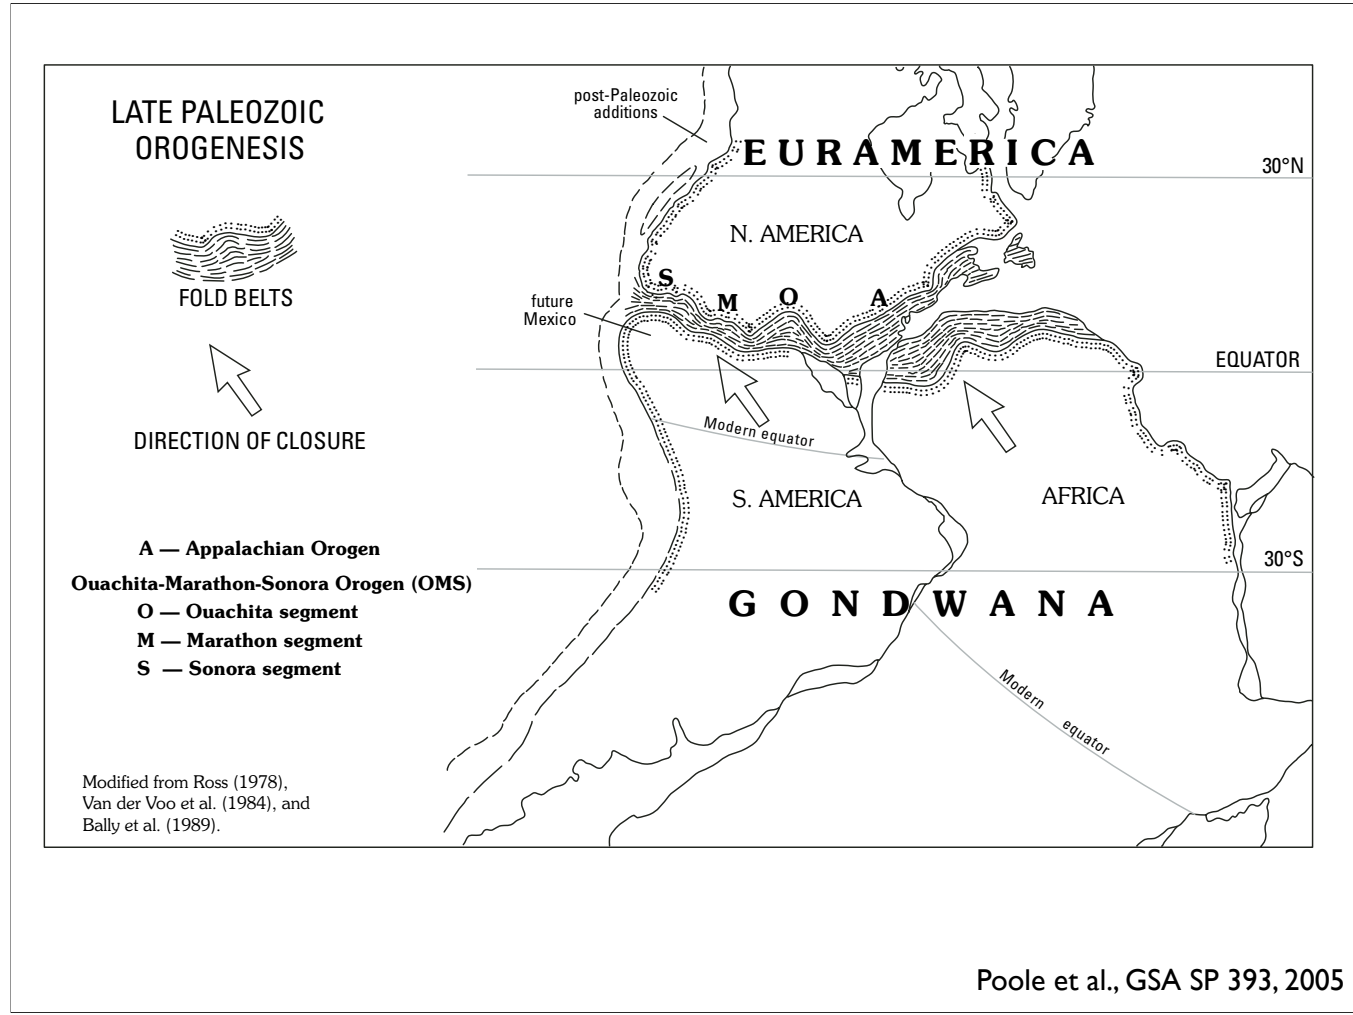 LATE PALEOZOIC
OROGENESIS
FOLD BELTS
DIRECTION OF CLOSURE
A — Appalachian Orogen
Ouachita-Marathon-Sonora Orogen (OMS)
O — Ouachita segment
M — Marathon segment
S — Sonora segment
Modified from Ross (1978),
Van der Voo et al. (1984), and
Bally et al. (1989).
post-Paleozoic
additions
EURAMERICA
30°N
N. AMERICA
S
M
O
A
future
Mexico
EQUATOR
Modern equator
S. AMERICA
AFRICA
30°S
GONDWANA
Modern equator
Poole et al., GSA SP 393, 2005